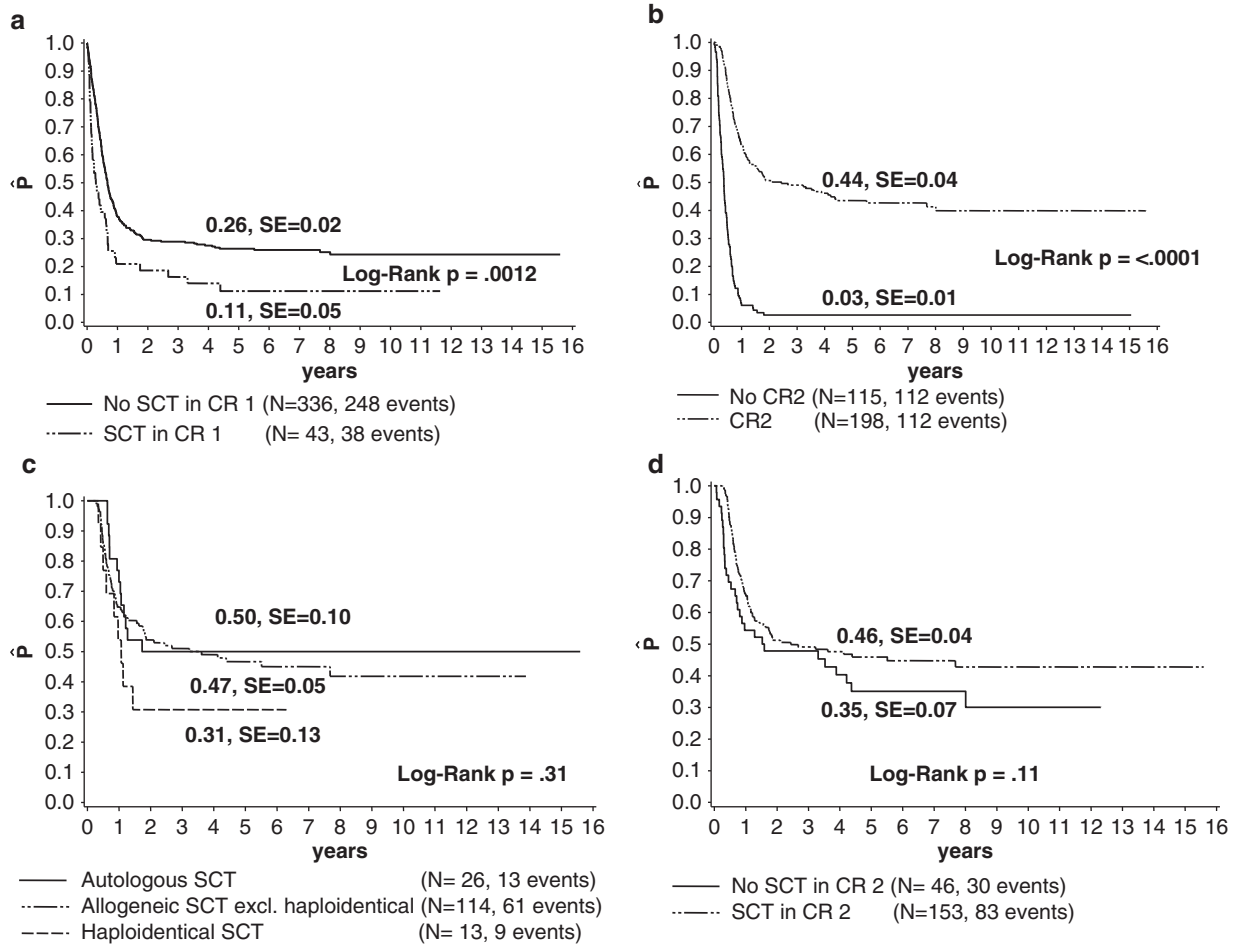 a
1.0
0.9
0.8
0.7
0.6
0.5
0.4
0.3
0.2
0.1
0.0
P̂
0.26, SE=0.02
Log-Rank p = .0012
0.11, SE=0.05
0 1 2 3 4 5 6 7 8 9 10 11 12 13 14 15 16
years
No SCT in CR 1 (N=336, 248 events)
SCT in CR 1 (N= 43, 38 events)
b
1.0
0.9
0.8
0.7
0.6
0.5
0.4
0.3
0.2
0.1
0.0
P̂
0.44, SE=0.04
Log-Rank p = <.0001
0.03, SE=0.01
0 1 2 3 4 5 6 7 8 9 10 11 12 13 14 15 16
years
No CR2 (N=115, 112 events)
CR2 (N=198, 112 events)
c
1.0
0.9
0.8
0.7
0.6
0.5
0.4
0.3
0.2
0.1
0.0
P̂
0.50, SE=0.10
0.47, SE=0.05
0.31, SE=0.13
Log-Rank p = .31
0 1 2 3 4 5 6 7 8 9 10 11 12 13 14 15 16
years
Autologous SCT (N= 26, 13 events)
Allogeneic SCT excl. haploidentical (N=114, 61 events)
Haploidentical SCT (N= 13, 9 events)
d
1.0
0.9
0.8
0.7
0.6
0.5
0.4
0.3
0.2
0.1
0.0
P̂
0.46, SE=0.04
0.35, SE=0.07
Log-Rank p = .11
0 1 2 3 4 5 6 7 8 9 10 11 12 13 14 15 16
years
No SCT in CR 2 (N= 46, 30 events)
SCT in CR 2 (N=153, 83 events)